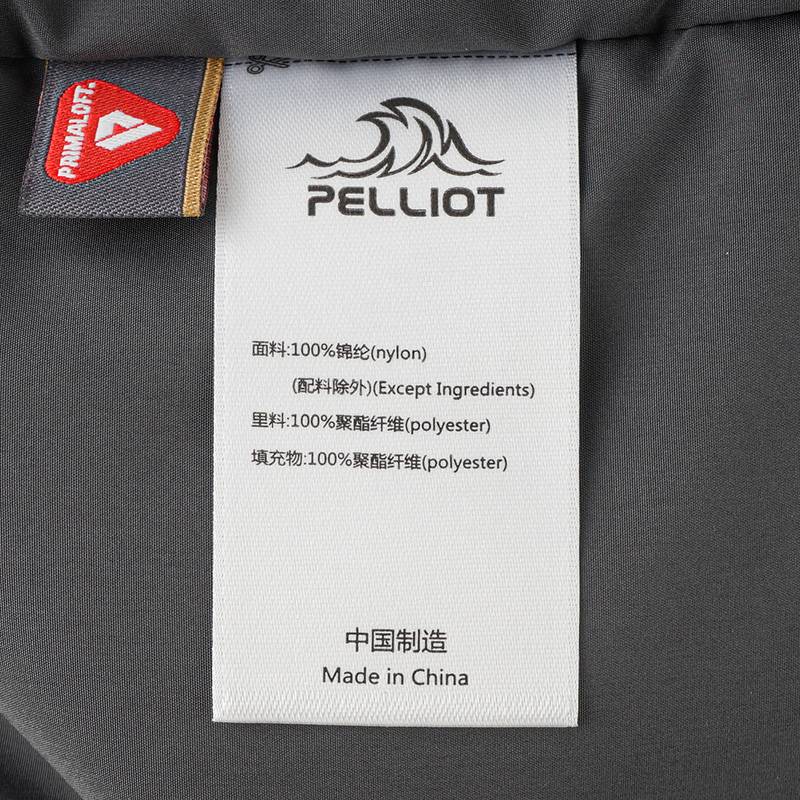 PRIMALOFT.
PELLIOT
面料:100%锦纶(nylon)
(配料除外)(Except Ingredients)
里料:100%聚酯纤维(polyester)
填充物:100%聚酯纤维(polyester)
中国制造
Made in China